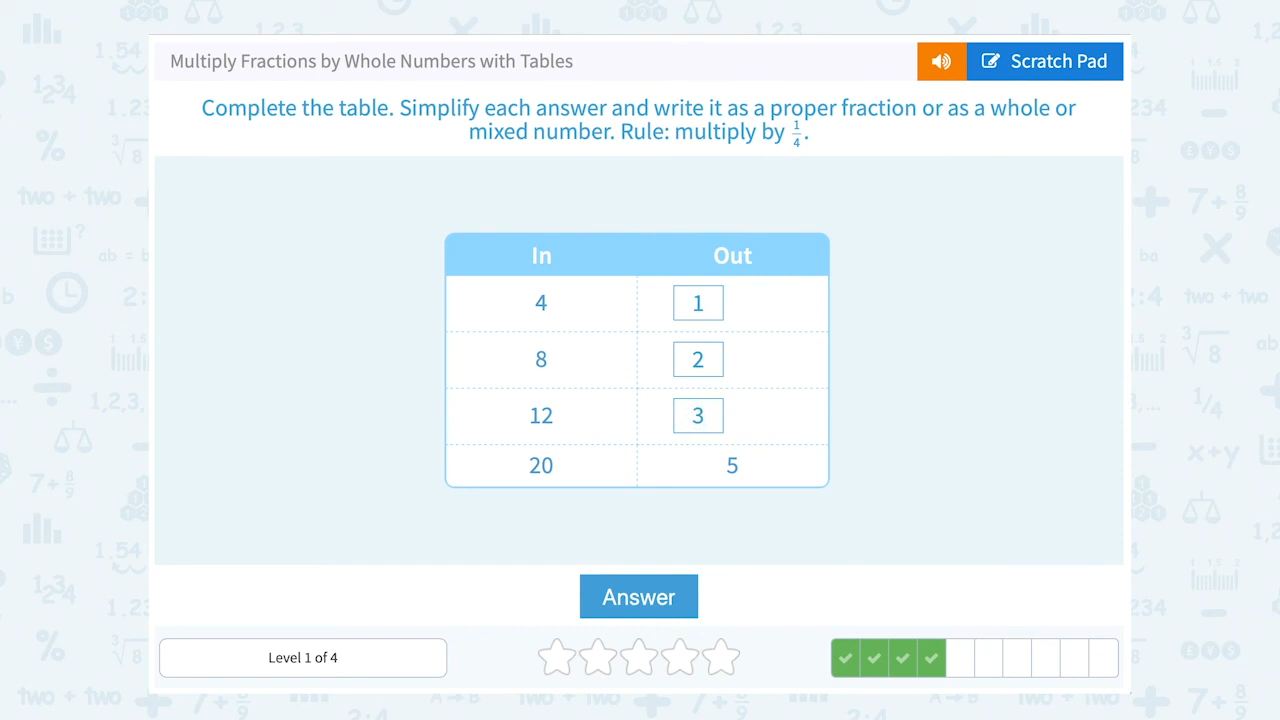 Multiply Fractions by Whole Numbers with Tables
Scratch Pad
Complete the table. Simplify each answer and write it as a proper fraction or as a whole or
mixed number. Rule: multiply by 1/4.
In Out
4 1
8 2
12 3
20 5
Answer
Level 1 of 4